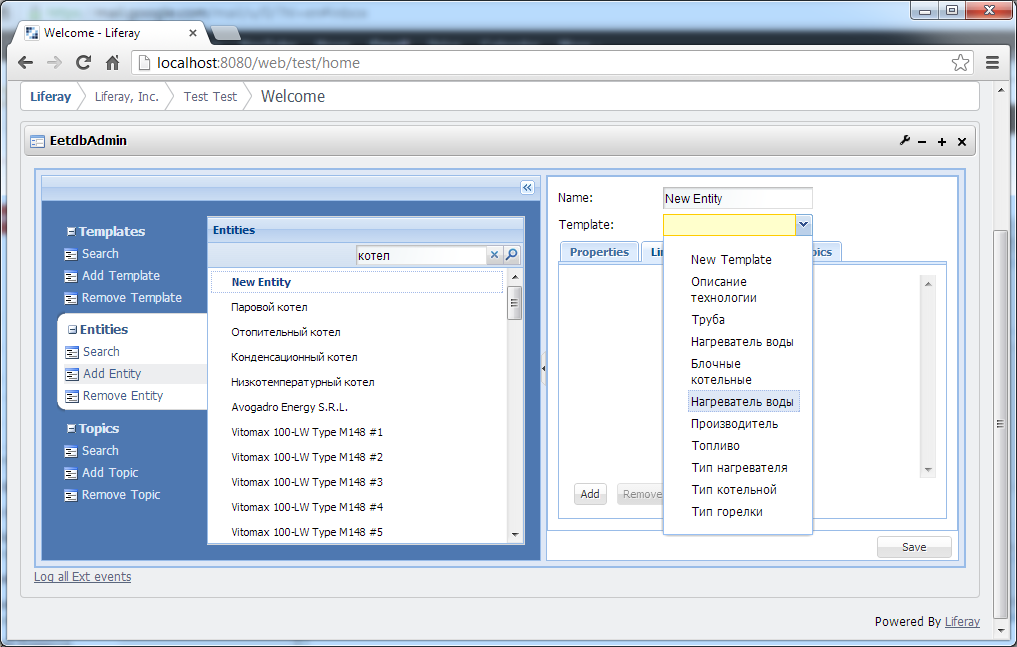 Welcome - Liferay
localhost:8080/web/test/home
Liferay
Liferay, Inc.
Test Test
Welcome
EetdbAdmin
Templates
Search
Add Template
Remove Template
Entities
Search
Add Entity
Remove Entity
Topics
Search
Add Topic
Remove Topic
Entities
котел
New Entity
Паровой котел
Отопительный котел
Конденсационный котел
Низкотемпературный котел
Avogadro Energy S.R.L.
Vitomax 100-LW Type M148 #1
Vitomax 100-LW Type M148 #2
Vitomax 100-LW Type M148 #3
Vitomax 100-LW Type M148 #4
Vitomax 100-LW Type M148 #5
Name:
New Entity
Template:
Properties
New Template
Описание
технологии
Труба
Нагреватель воды
Блочные
котельные
Нагреватель воды
Производитель
Топливо
Тип нагревателя
Тип котельной
Тип горелки
Add
Remove
Save
Log all Ext events
Powered By Liferay